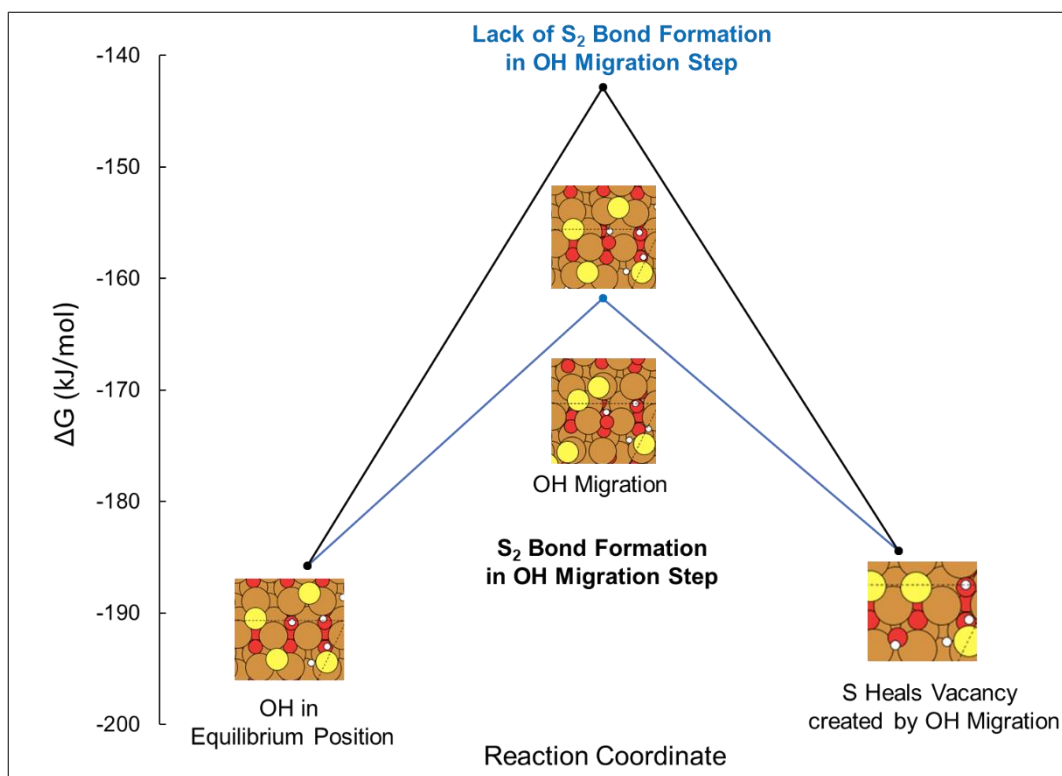 Lack of S₂ Bond Formation
in OH Migration Step
-140
-150
-160
-170
-180
-190
-200
ΔG (kJ/mol)
OH Migration
S₂ Bond Formation
in OH Migration Step
OH in
Equilibrium Position
S Heals Vacancy
created by OH Migration
Reaction Coordinate